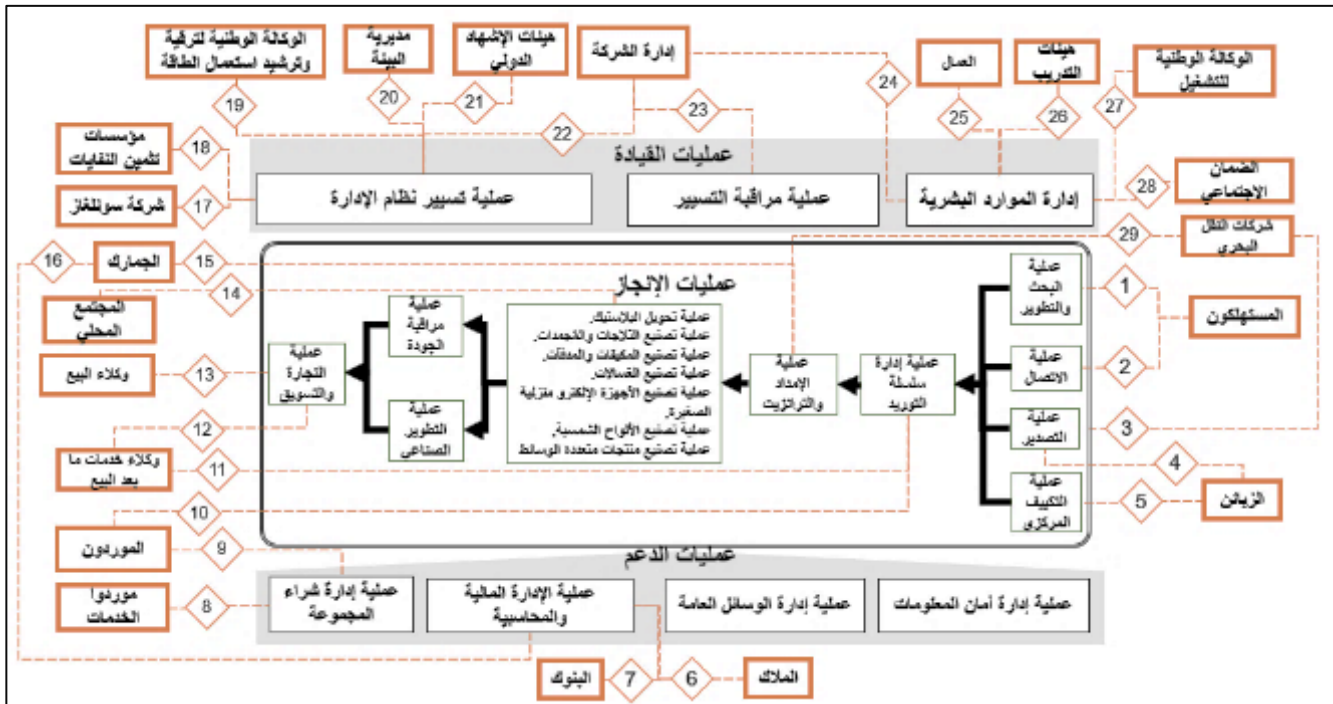 الوكالة الوطنية لترقية
وترشيد استعمال الطاقة
مديرية
البيئة
هيئات الإشهاد
الدولي
إدارة الشركة
العمال
هيئات
التدريب
الوكالة الوطنية
للتشغيل
19
20
21
22
23
24
25
26
27
عمليات القيادة
مؤسسات
تثمين النفايات
18
شركة سونلغاز
17
عملية تسيير نظام الإدارة
عملية مراقبة التسيير
إدارة الموارد البشرية
28
الضمان
الاجتماعي
29
شركات النقل
البحري
16
الجمارك
15
14
المجتمع
المحلي
وكلاء البيع
13
12
وكلاء خدمات ما
بعد البيع
11
10
عمليات الإنجاز
عملية
البحث
والتطوير
عملية
الاتصال
عملية
التصدير
عملية
التكييف
المركزي
عملية إدارة
سلسلة
التوريد
عملية
الإمداد
والترانزيت
عملية تحويل البلاستيك.
عملية تصنيع الثلاجات والمجمدات.
عملية تصنيع المكيفات والمدفآت.
عملية تصنيع الغسالات.
عملية تصنيع الأجهزة الإلكترو منزلية
الصغيرة.
عملية تصنيع الألواح الشمسية.
عملية تصنيع منتجات متعددة الوسائط
عملية
مراقبة
الجودة
عملية
التطوير
الصناعي
عملية
التجارة
والتسويق
1
المستهلكون
2
3
4
5
الزبائن
عمليات الدعم
الموردون
9
موردوا
الخدمات
8
عملية إدارة شراء
المجموعة
عملية الإدارة المالية
والمحاسبية
عملية إدارة الوسائل العامة
عملية إدارة أمان المعلومات
البنوك
7
6
الملاك